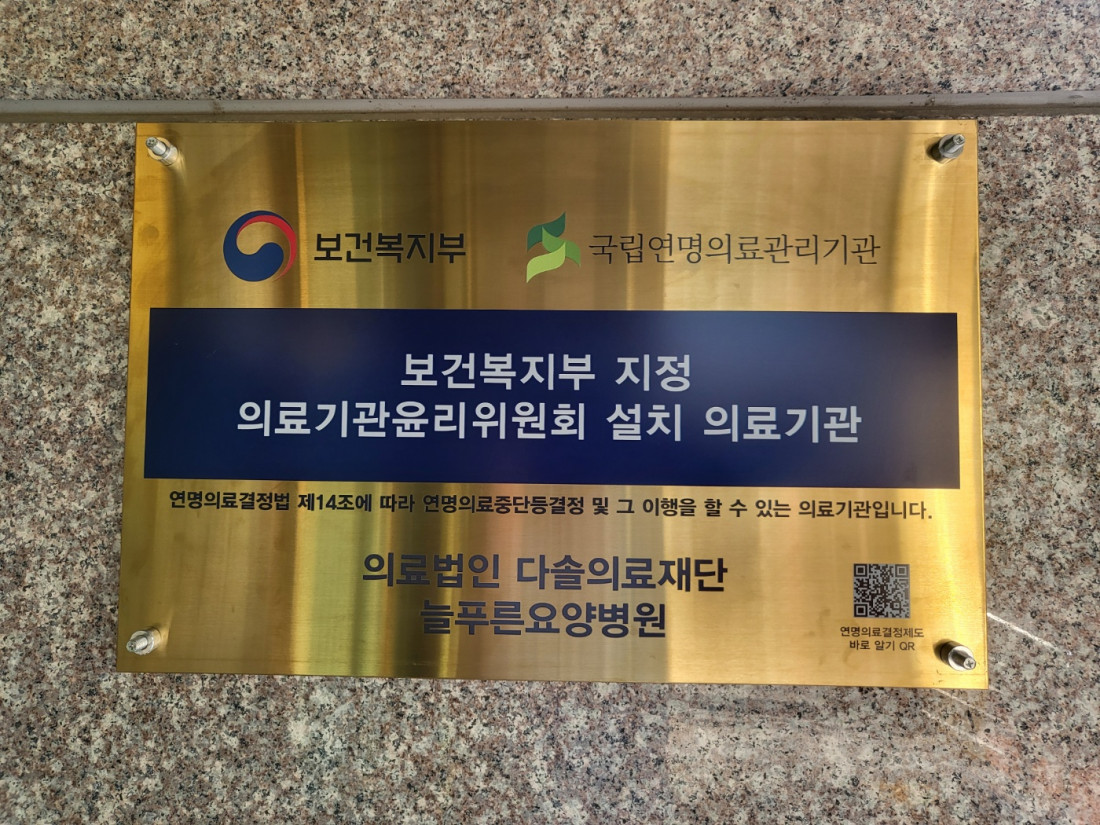 보건복지부
국립연명의료관리기관
보건복지부 지정
의료기관윤리위원회 설치 의료기관
연명의료결정법 제14조에 따라 연명의료중단등결정 및 그 이행을 할 수 있는 의료기관입니다.
의료법인 다솔의료재단
늘푸른요양병원
연명의료결정제도
바로 알기 QR